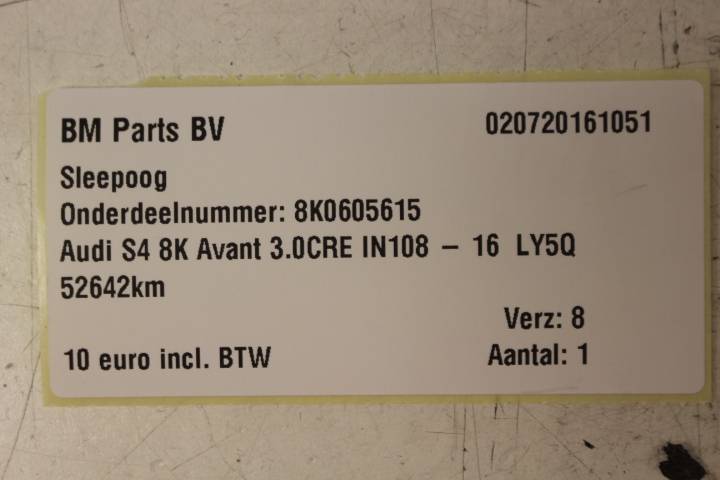 BM Parts BV 020720161051
Sleepoog
Onderdeelnummer: 8K0605615
Audi S4 8K Avant 3.0CRE IN108 – 16 LY5Q
52642km
Verz: 8
10 euro incl. BTW Aantal: 1